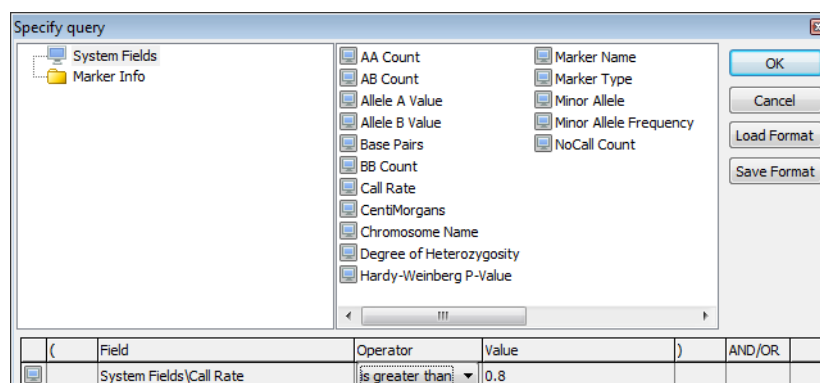 Specify query
System Fields
Marker Info
AA Count
AB Count
Allele A Value
Allele B Value
Base Pairs
BB Count
Call Rate
CentiMorgans
Chromosome Name
Degree of Heterozygosity
Hardy-Weinberg P-Value
Marker Name
Marker Type
Minor Allele
Minor Allele Frequency
NoCall Count
OK
Cancel
Load Format
Save Format
( Field Operator Value ) AND/OR
System Fields\Call Rate is greater than 0.8